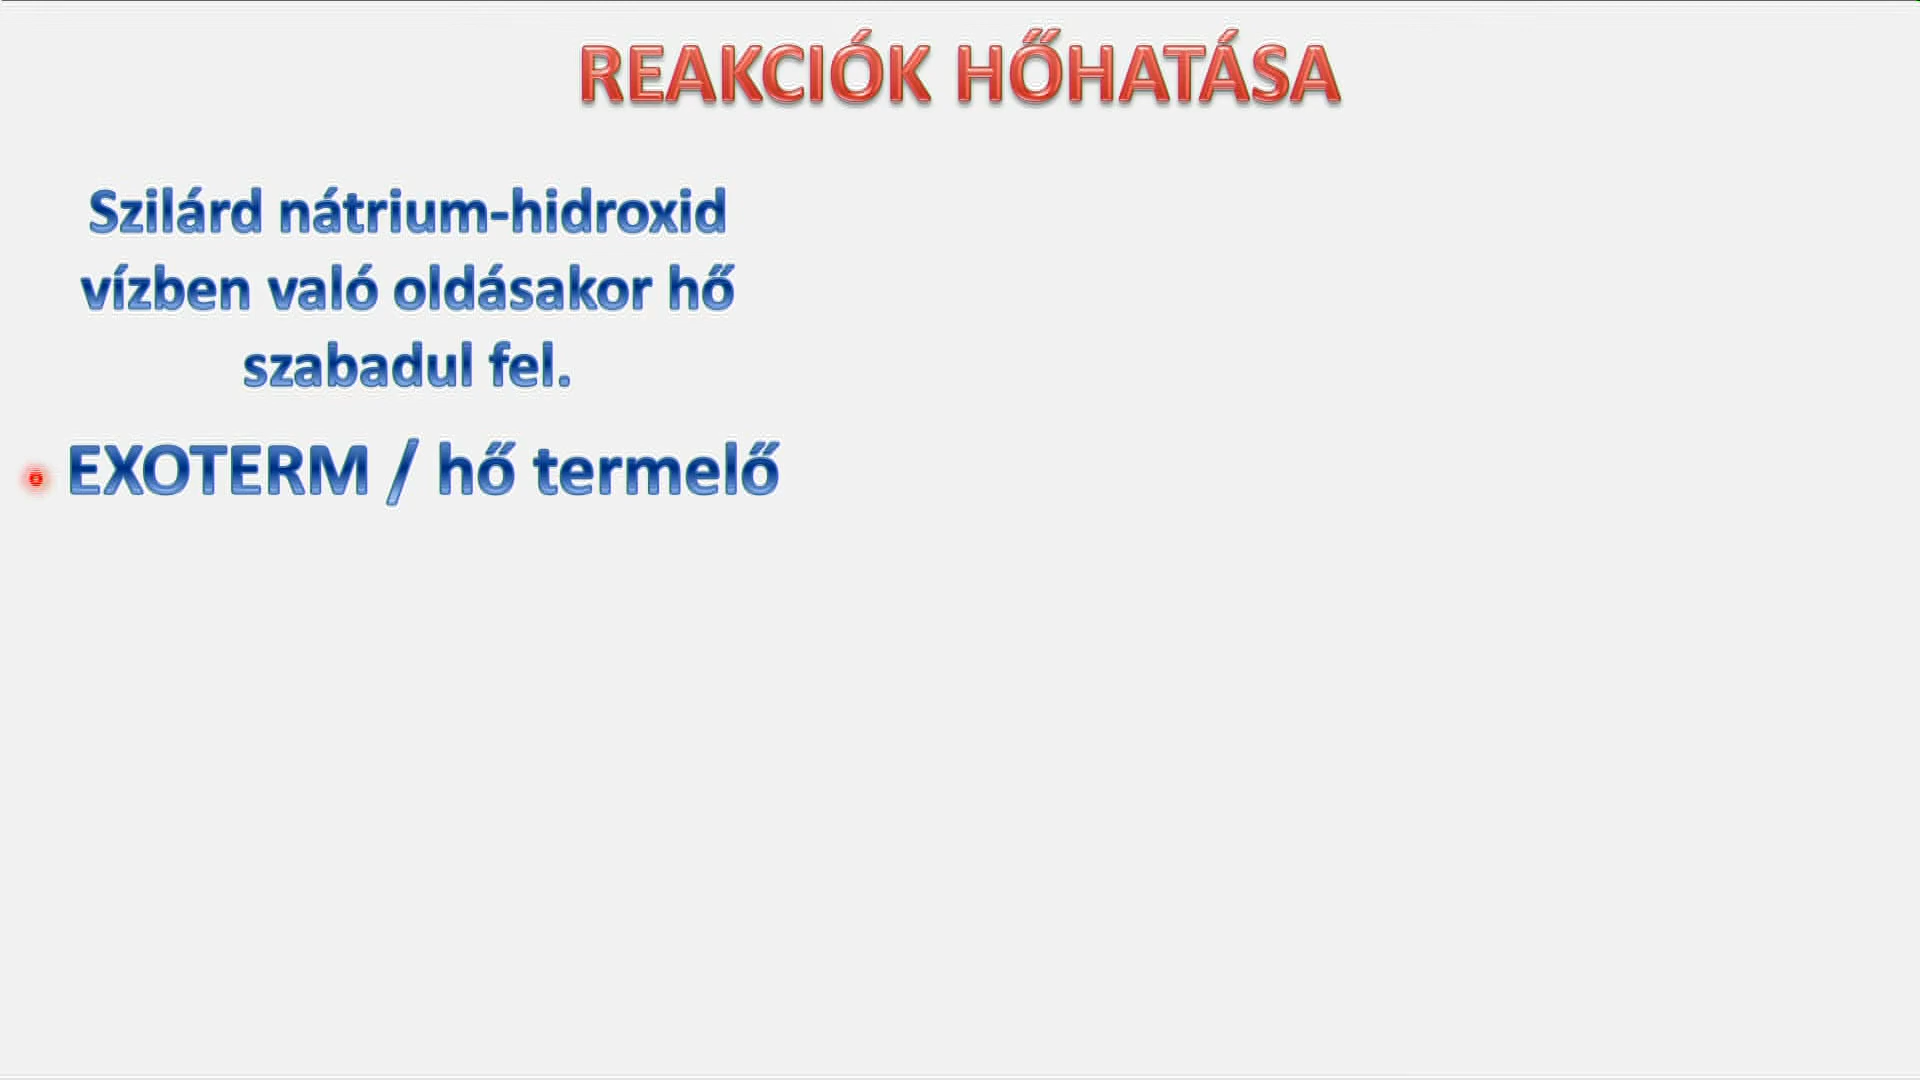 REAKCIÓK HŐHATÁSA
Szilárd nátrium-hidroxid
vízben való oldásakor hő
szabadul fel.
EXOTERM / hő termelő